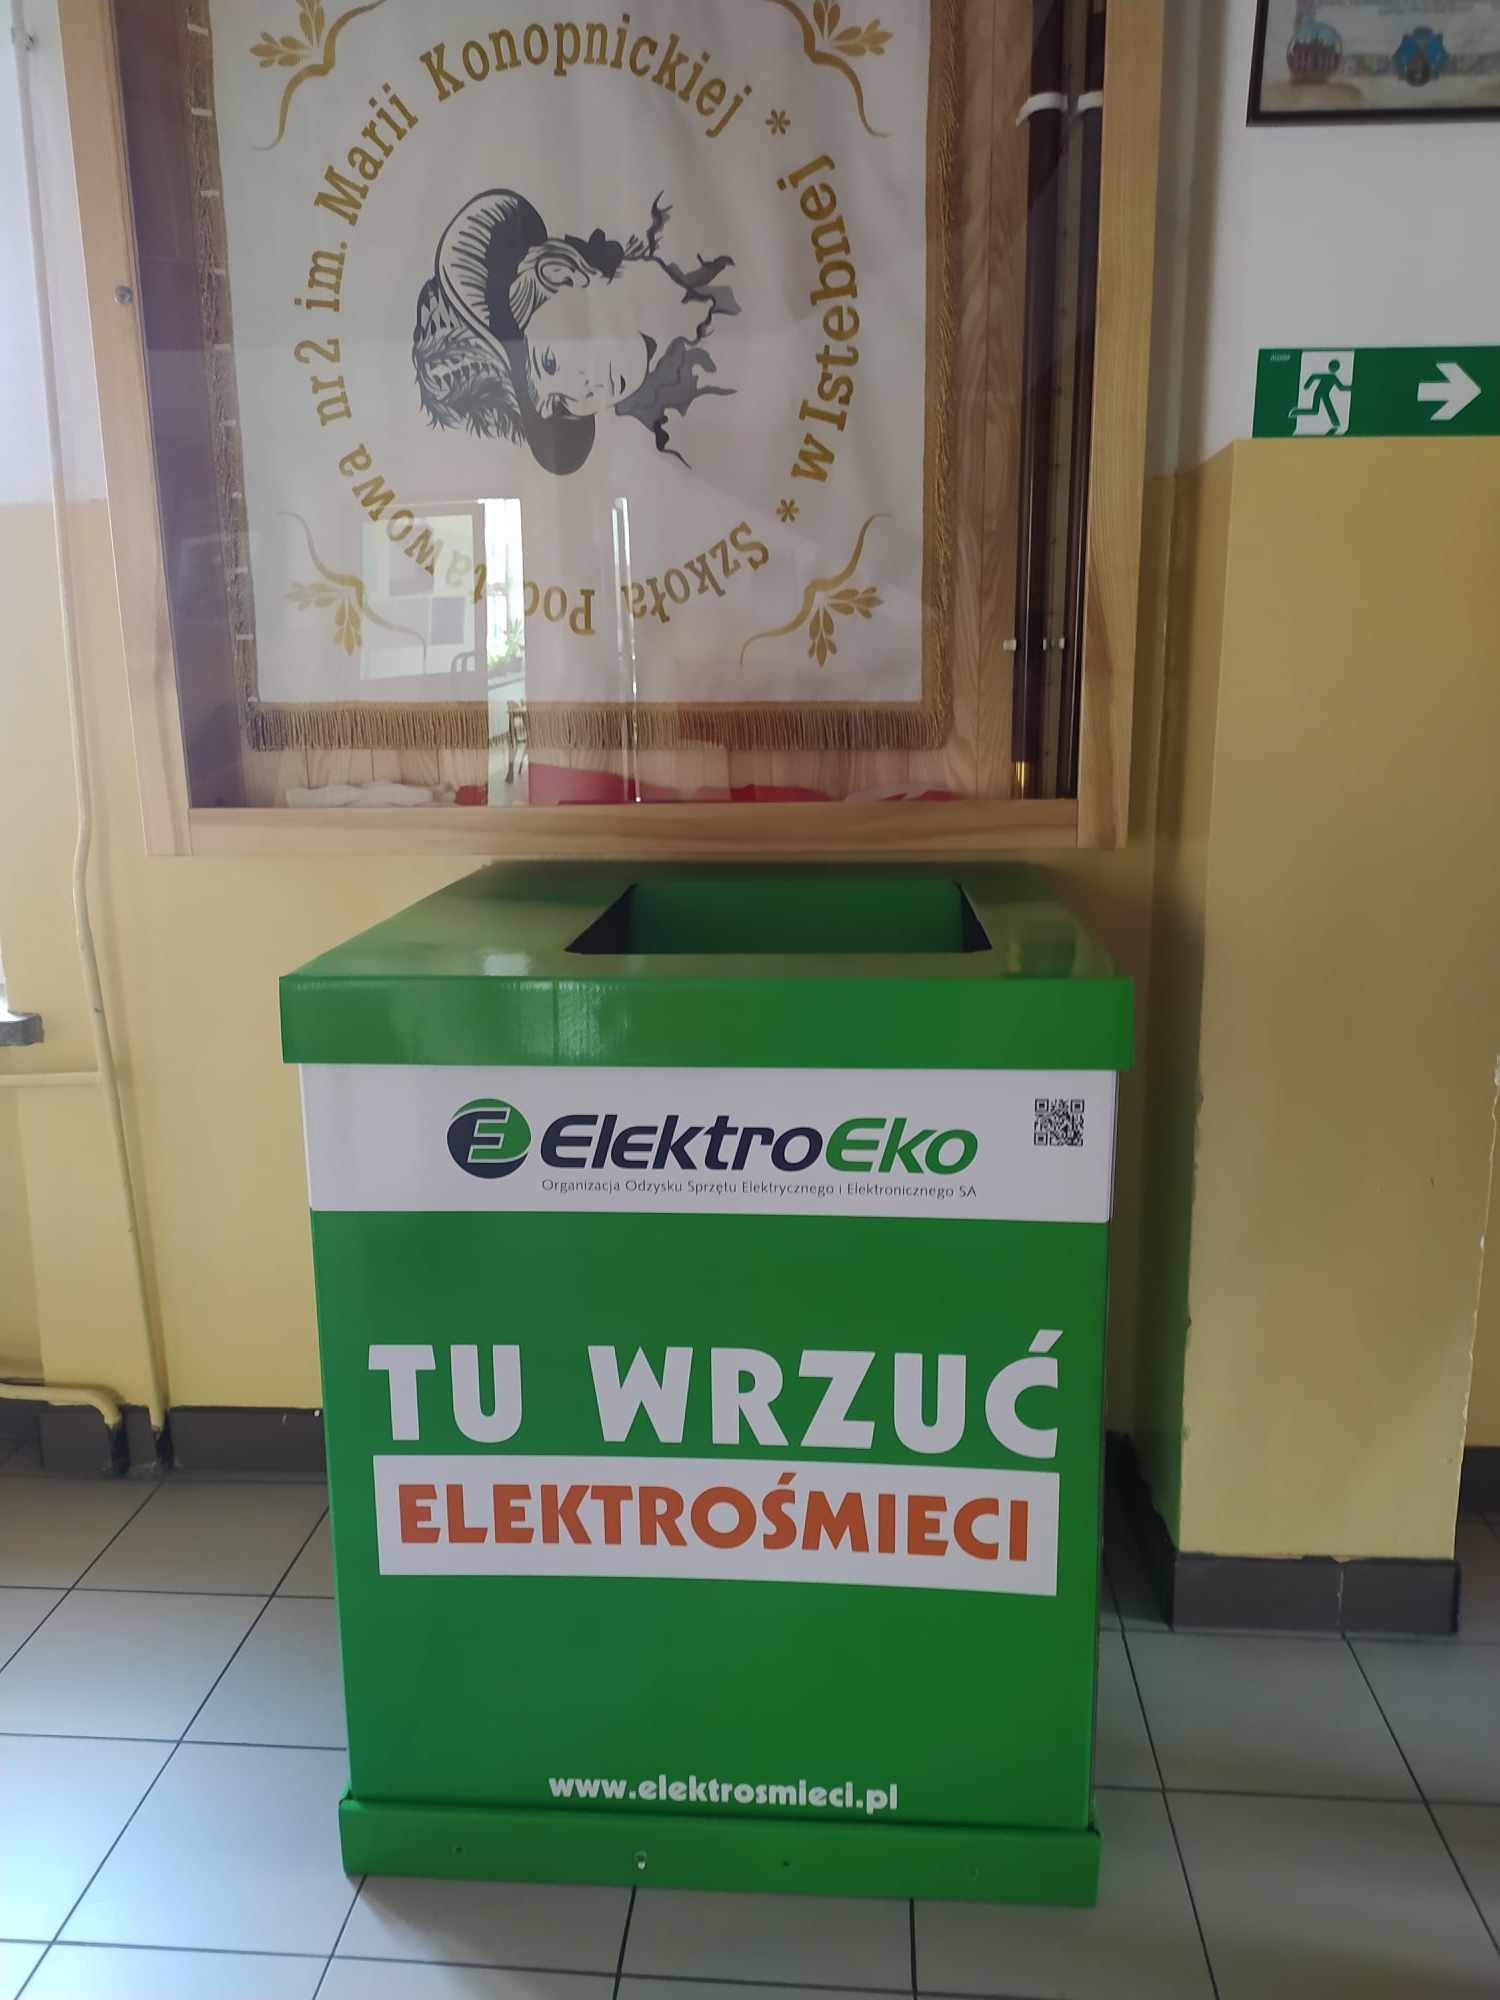 Szkoła Podstawowa nr 2 im. Marii Konopnickiej * w Istebnej *
ElektroEko
Organizacja Odzysku Sprzętu Elektrycznego i Elektronicznego SA
TU WRZUĆ
ELEKTROŚMIECI
www.elektrosmieci.pl